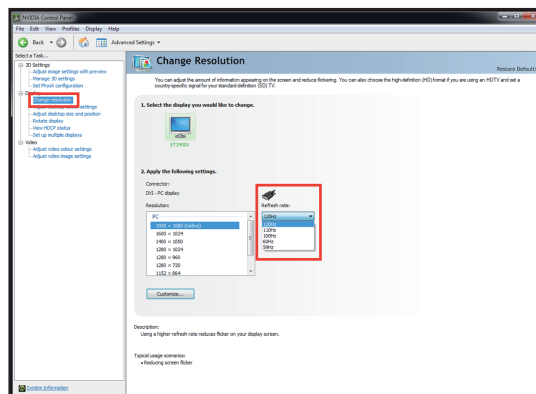 NVIDIA Control Panel
File Edit View Profiles Display Help
Back Advanced Settings
Select a Task...
3D Settings
Adjust image settings with preview
Manage 3D settings
Set PhysX configuration
Display
Change resolution
settings
Adjust desktop size and position
Rotate display
View HDCP status
Set up multiple displays
Video
Adjust video colour settings
Adjust video image settings
System Information
Change Resolution
Restore Defaults
You can adjust the amount of information appearing on the screen and reduce flickering. You can also choose the high-definition (HD) format if you are using an HDTV and set a
country-specific signal for your standard-definition (SD) TV.
1. Select the display you would like to change.
2. Apply the following settings.
Connector:
DVI - PC display
Resolution:
PC
1920 × 1080 (native)
1600 × 1024
1400 × 1050
1280 × 1024
1280 × 960
1280 × 720
1152 × 864
Refresh rate:
120Hz
120Hz
110Hz
100Hz
60Hz
59Hz
Customize...
Description:
Using a higher refresh rate reduces flicker on your display screen.
Typical usage scenarios:
• Reducing screen flicker